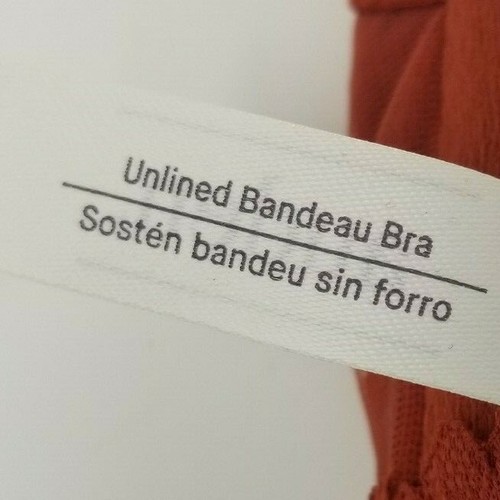 Unlined Bandeau Bra
Sostén bandeu sin forro